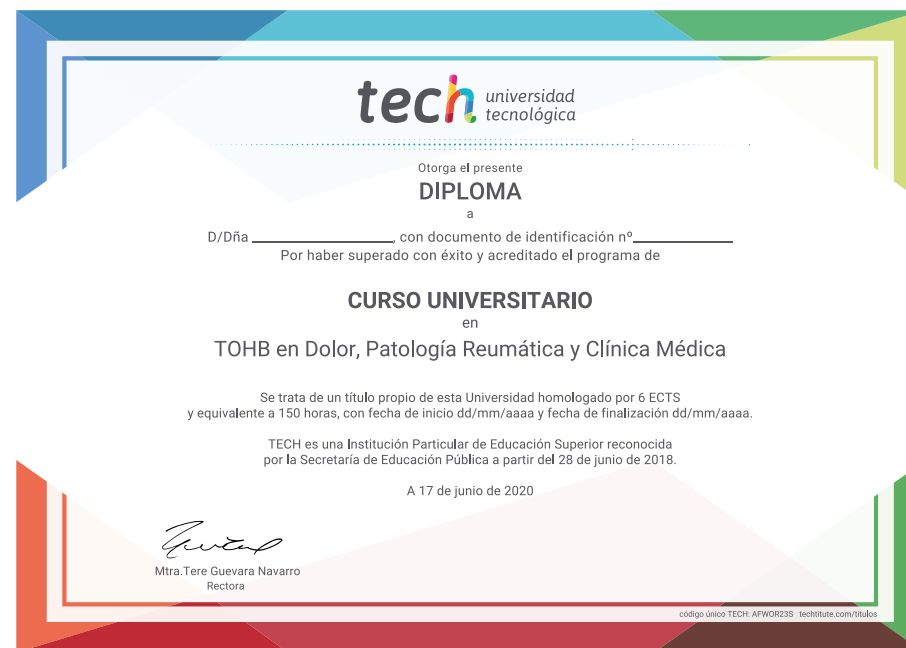 tech universidad
tecnológica
Otorga el presente
DIPLOMA
a
D/Dña ____________________, con documento de identificación nº______________
Por haber superado con éxito y acreditado el programa de
CURSO UNIVERSITARIO
en
TOHB en Dolor, Patología Reumática y Clínica Médica
Se trata de un título propio de esta Universidad homologado por 6 ECTS
y equivalente a 150 horas, con fecha de inicio dd/mm/aaaa y fecha de finalización dd/mm/aaaa.
TECH es una Institución Particular de Educación Superior reconocida
por la Secretaría de Educación Pública a partir del 28 de junio de 2018.
A 17 de junio de 2020
Mtra.Tere Guevara Navarro
Rectora
código único TECH: AFWOR23S techtitute.com/titulos